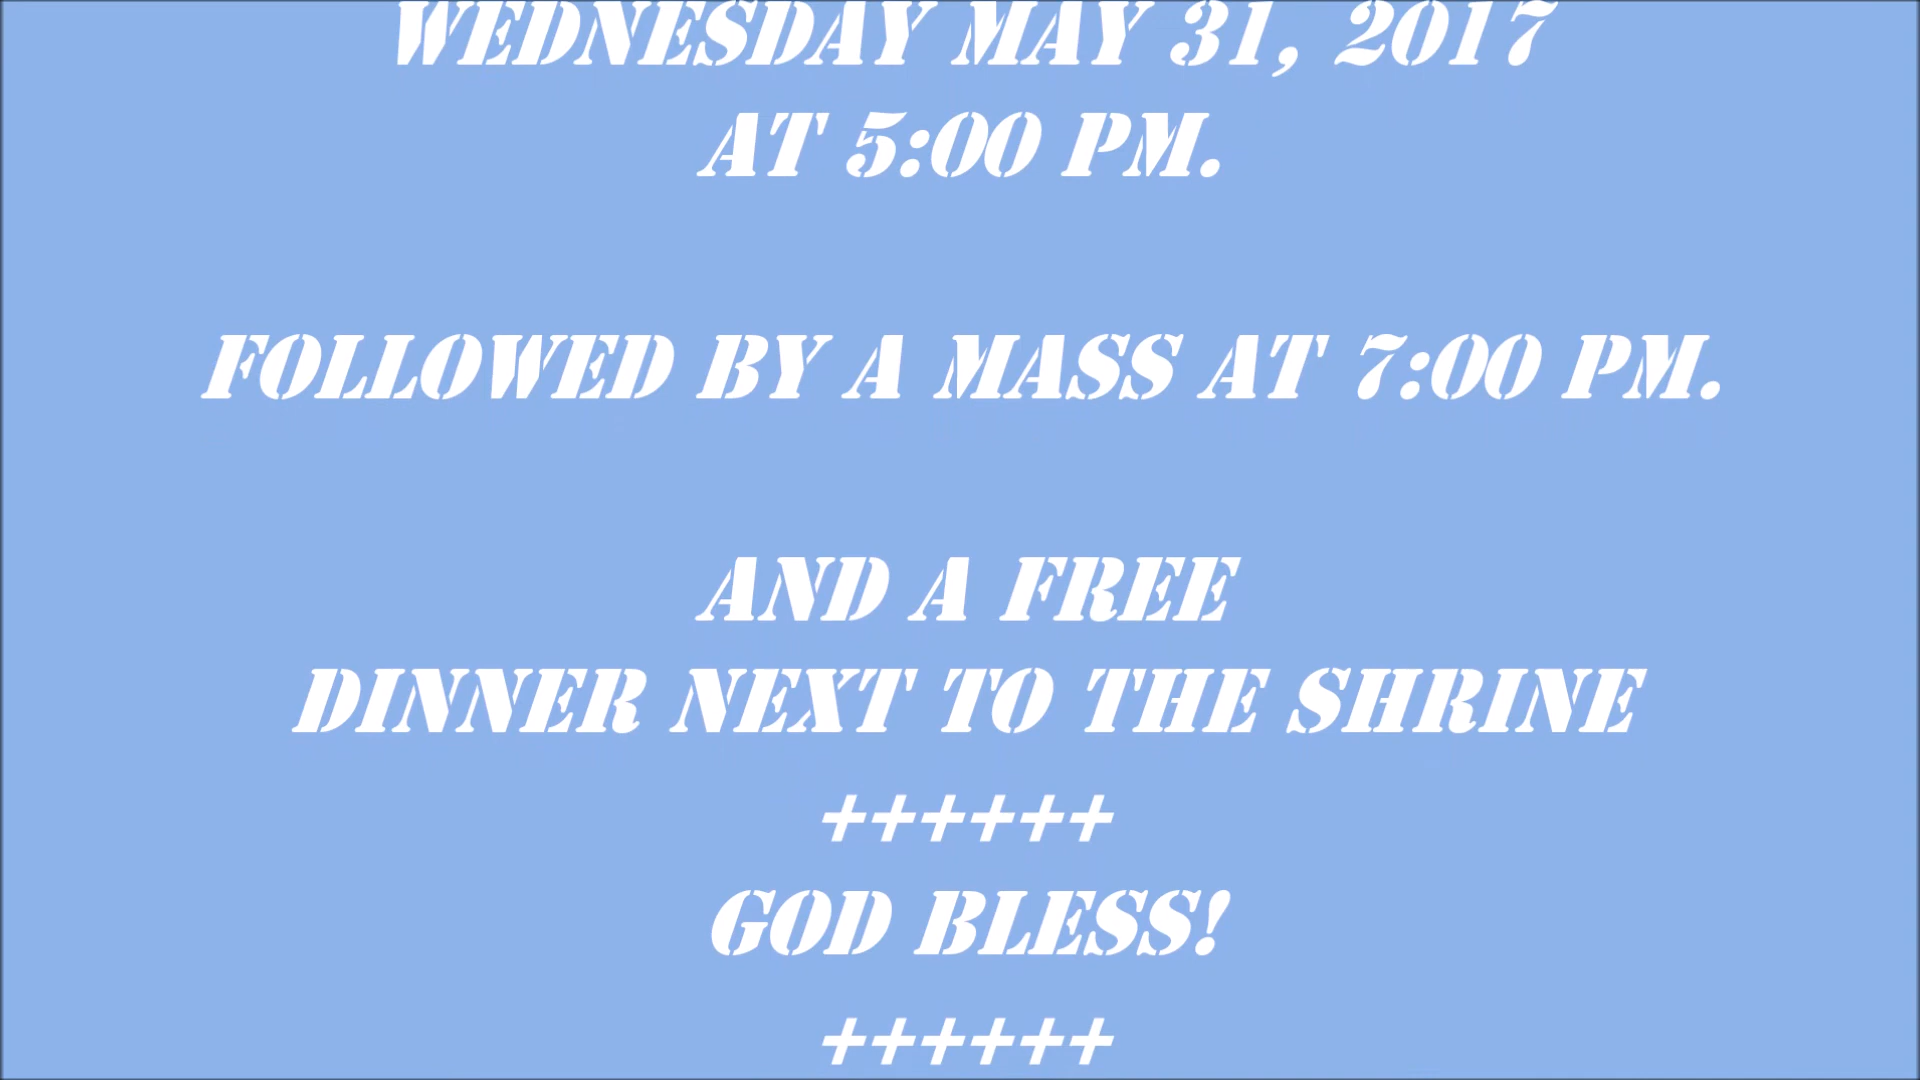 WEDNESDAY MAY 31, 2017
AT 5:00 PM.
FOLLOWED BY A MASS AT 7:00 PM.
AND A FREE
DINNER NEXT TO THE SHRINE
++++++
GOD BLESS!
++++++